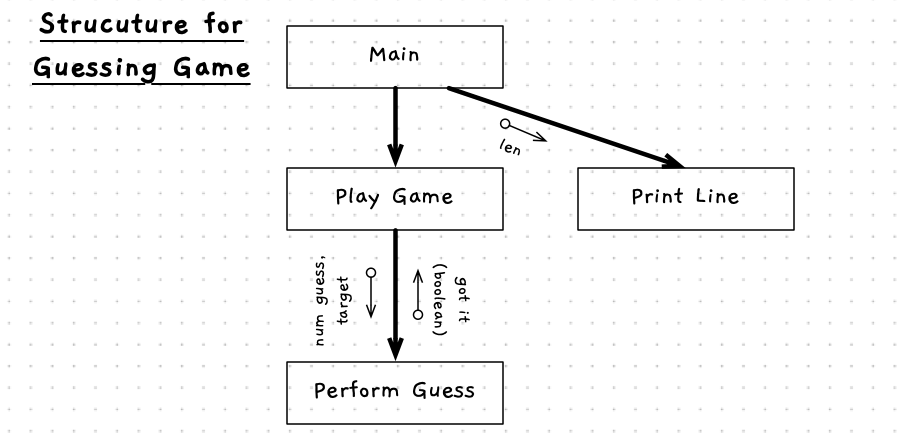 Strucuture for
Guessing Game
Main
len
Play Game
Print Line
num guess,
target
got it
(boolean)
Perform Guess